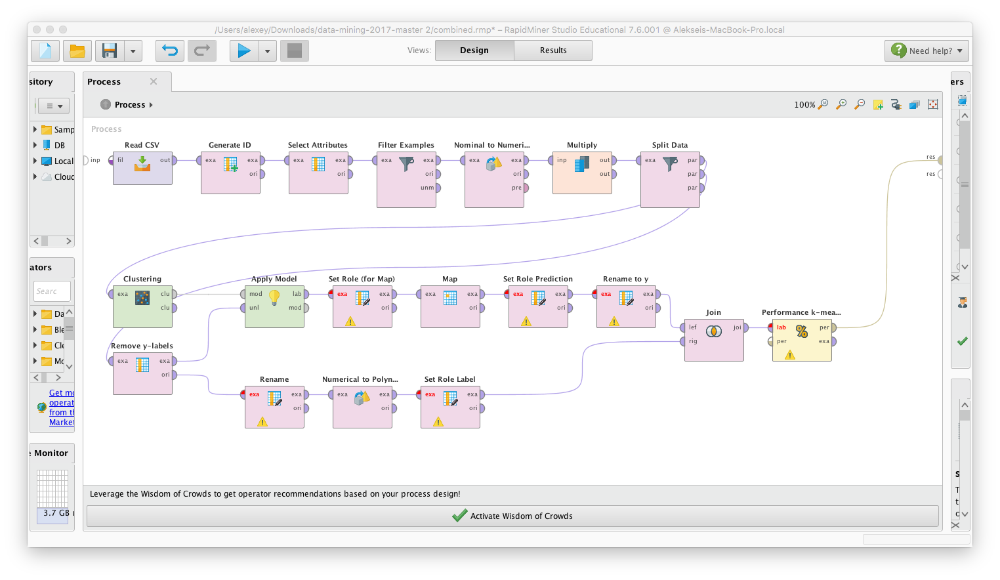 /Users/alexey/Downloads/data-mining-2017-master 2/combined.rmp* – RapidMiner Studio Educational 7.6.001 @ Alekseis-MacBook-Pro.local
Views: Design Results
Need help?
sitory
Process
ers
Process
100%
Samp
DB
Local
Cloud
Process
Read CSV
Generate ID
Select Attributes
Filter Examples
Nominal to Numeri...
Multiply
Split Data
inp
fil out
exa exa
ori
exa exa
ori
exa exa
ori
unm
exa exa
ori
pre
inp out
out
exa par
par
par
res
res
ators
Searc
Da
Ble
Cle
Mo
Get mo
operat
from th
Market
Clustering
Apply Model
Set Role (for Map)
Map
Set Role Prediction
Rename to y
exa clu
clu
mod lab
unl mod
exa exa
ori
exa exa
ori
exa exa
ori
exa exa
ori
Join
Performance k-mea...
lef joi
rig
lab per
per exa
Remove y-labels
exa exa
ori
Rename
Numerical to Polyn...
Set Role Label
exa exa
ori
exa exa
ori
exa exa
ori
e Monitor
3.7 GB u
S
T
t
c
Leverage the Wisdom of Crowds to get operator recommendations based on your process design!
Activate Wisdom of Crowds